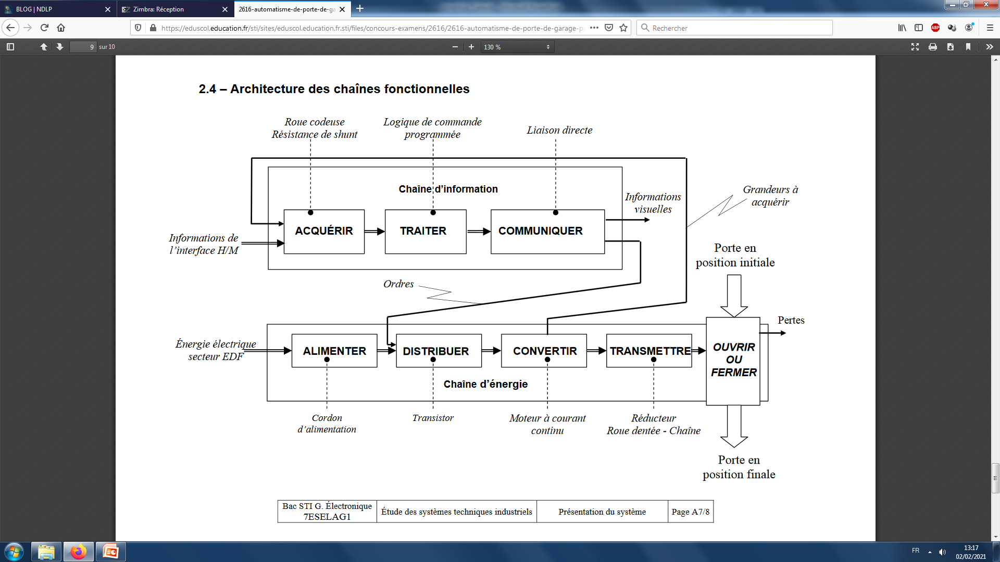 BLOG | NDLP
Zimbra: Réception
2616-automatisme-de-porte-de-ga
https://eduscol.education.fr/sti/sites/eduscol.education.fr.sti/files/concours-examens/2616/2616-automatisme-de-porte-de-garage-p
Rechercher
ABP
9 sur 10
130 %
2.4 – Architecture des chaînes fonctionnelles
Roue codeuse
Résistance de shunt
Logique de commande
programmée
Liaison directe
Chaîne d’information
Grandeurs à
acquérir
Informations
visuelles
ACQUÉRIR
TRAITER
COMMUNIQUER
Informations de
l’interface H/M
Porte en
position initiale
Ordres
Pertes
Énergie électrique
secteur EDF
ALIMENTER
DISTRIBUER
CONVERTIR
TRANSMETTRE
OUVRIR
OU
FERMER
Chaîne d’énergie
Cordon
d’alimentation
Transistor
Moteur à courant
continu
Réducteur
Roue dentée - Chaîne
Porte en
position finale
Bac STI G. Électronique
7ESELAG1
Étude des systèmes techniques industriels
Présentation du système
Page A7/8
FR
13:17
02/02/2021